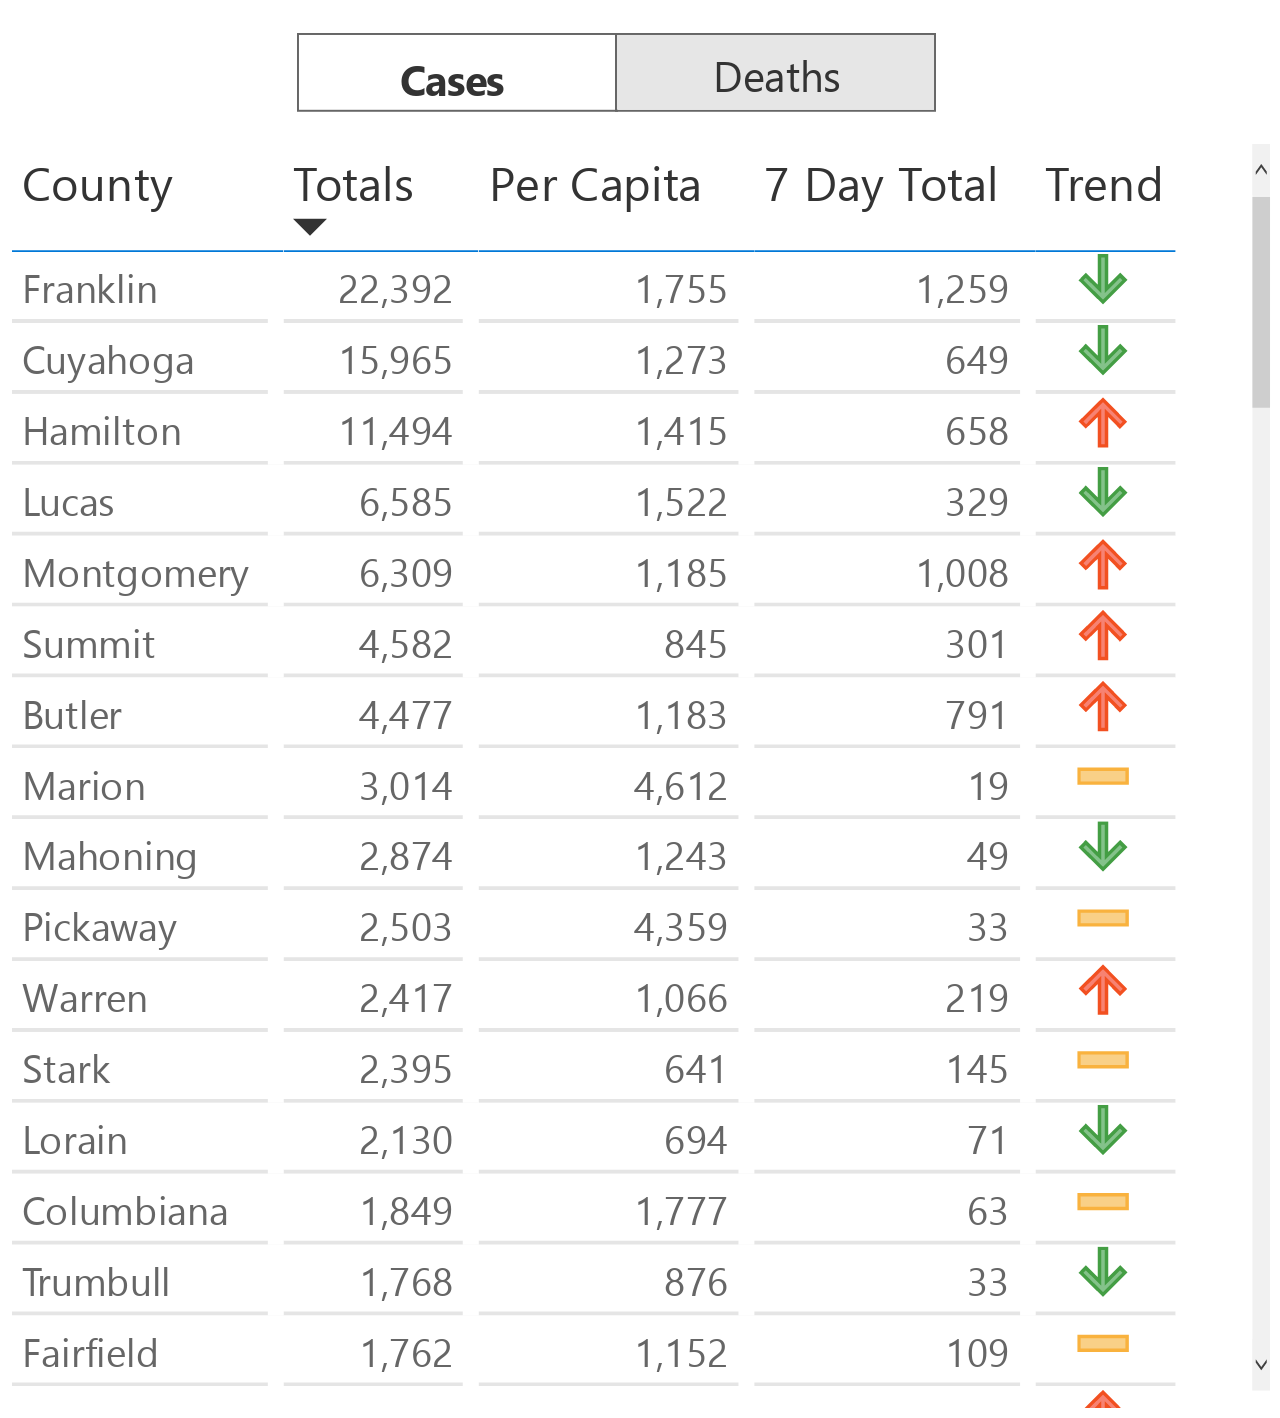 Cases Deaths
County Totals Per Capita 7 Day Total Trend
Franklin 22,392 1,755 1,259
Cuyahoga 15,965 1,273 649
Hamilton 11,494 1,415 658
Lucas 6,585 1,522 329
Montgomery 6,309 1,185 1,008
Summit 4,582 845 301
Butler 4,477 1,183 791
Marion 3,014 4,612 19
Mahoning 2,874 1,243 49
Pickaway 2,503 4,359 33
Warren 2,417 1,066 219
Stark 2,395 641 145
Lorain 2,130 694 71
Columbiana 1,849 1,777 63
Trumbull 1,768 876 33
Fairfield 1,762 1,152 109